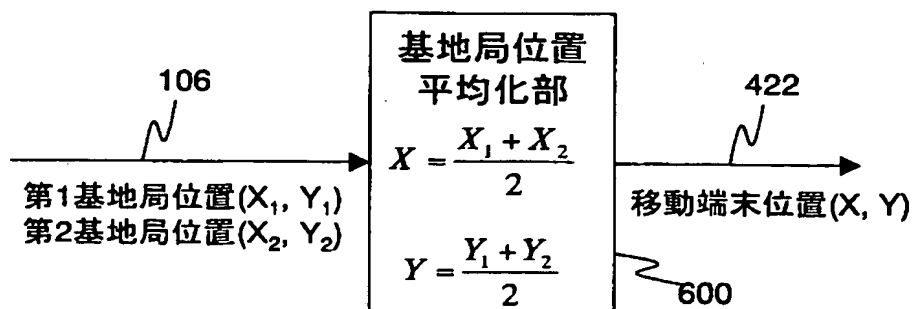 基地局位置
平均化部
106
422
X = (X₁ + X₂) / 2
第1基地局位置(X₁, Y₁)
第2基地局位置(X₂, Y₂)
移動端末位置(X, Y)
Y = (Y₁ + Y₂) / 2
600